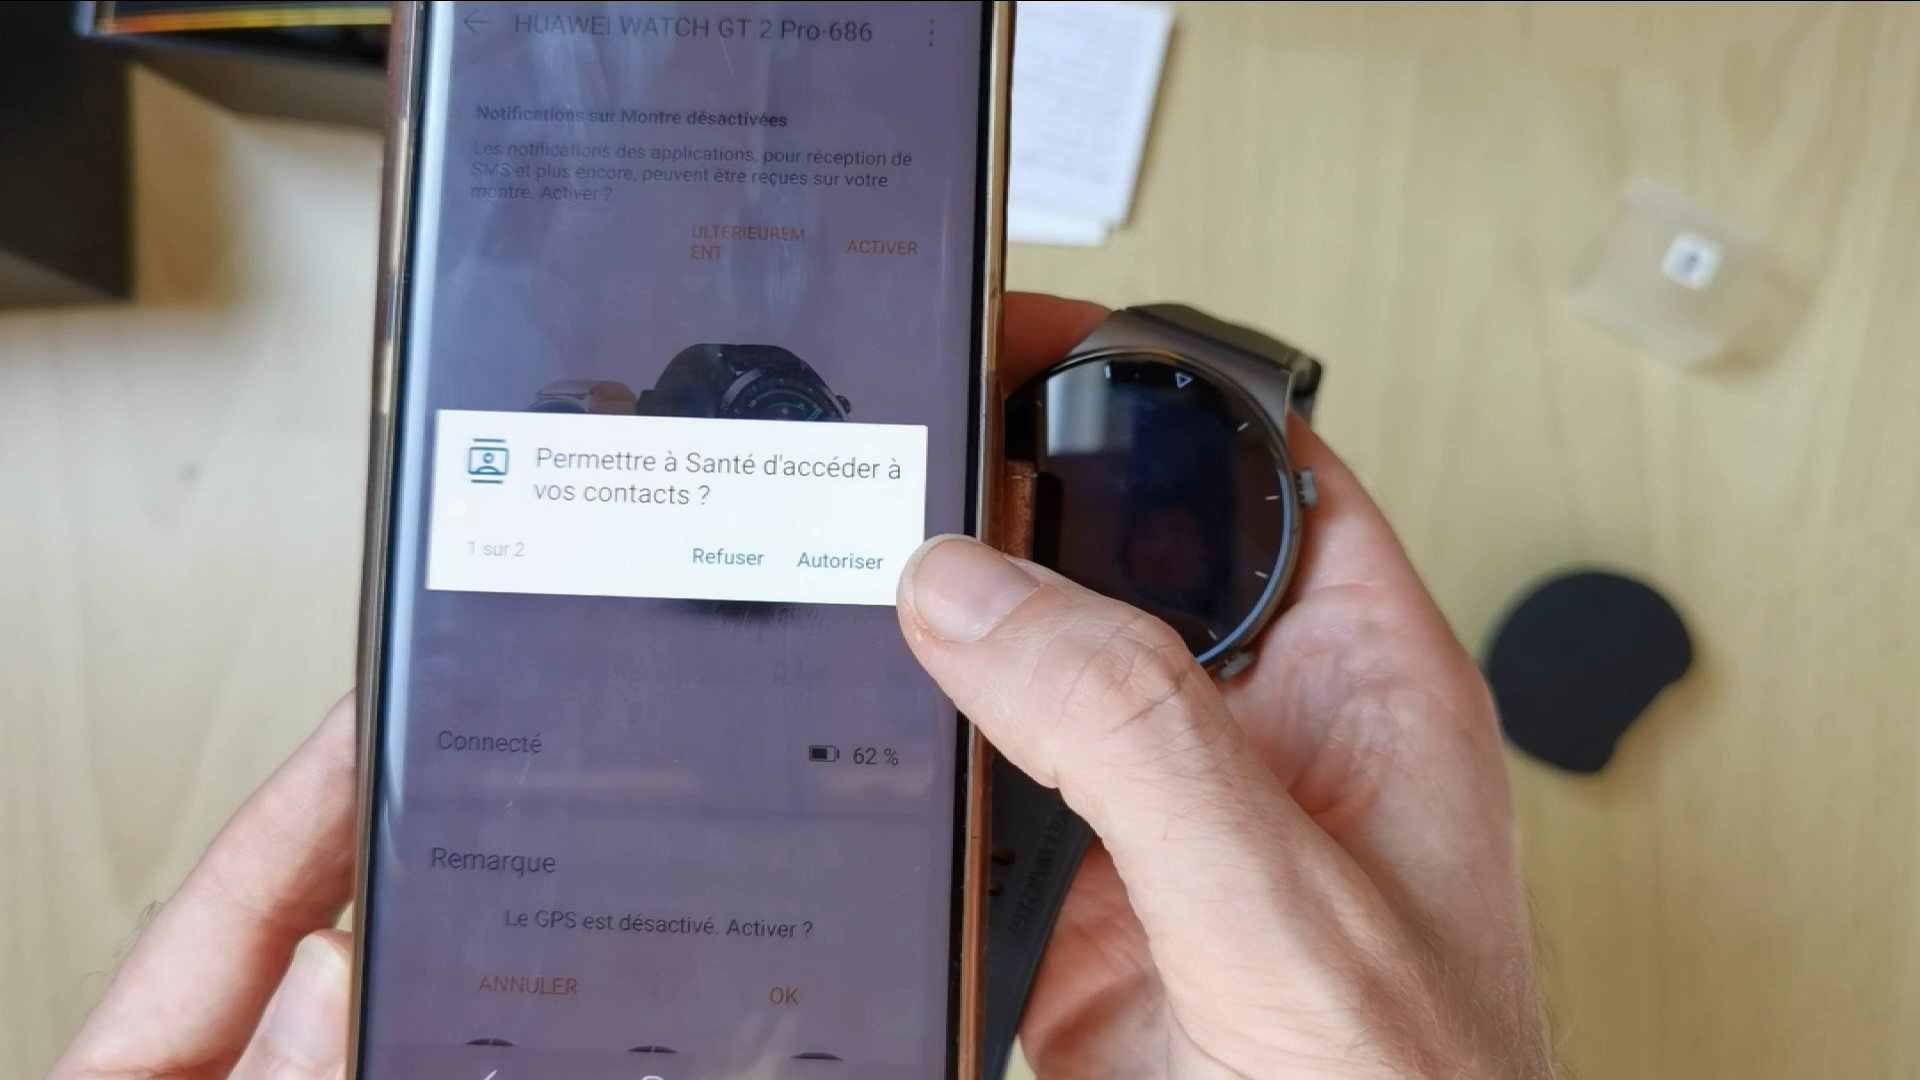 HUAWEI WATCH GT 2 Pro-686
Notifications sur Montre désactivées
Les notifications des applications, pour réception de
SMS et plus encore, peuvent être reçues sur votre
montre. Activer ?
ULTERIEUREM
ENT
ACTIVER
Permettre à Santé d'accéder à
vos contacts ?
1 sur 2
Refuser
Autoriser
Connecté
62 %
Remarque
Le GPS est désactivé. Activer ?
ANNULER
OK